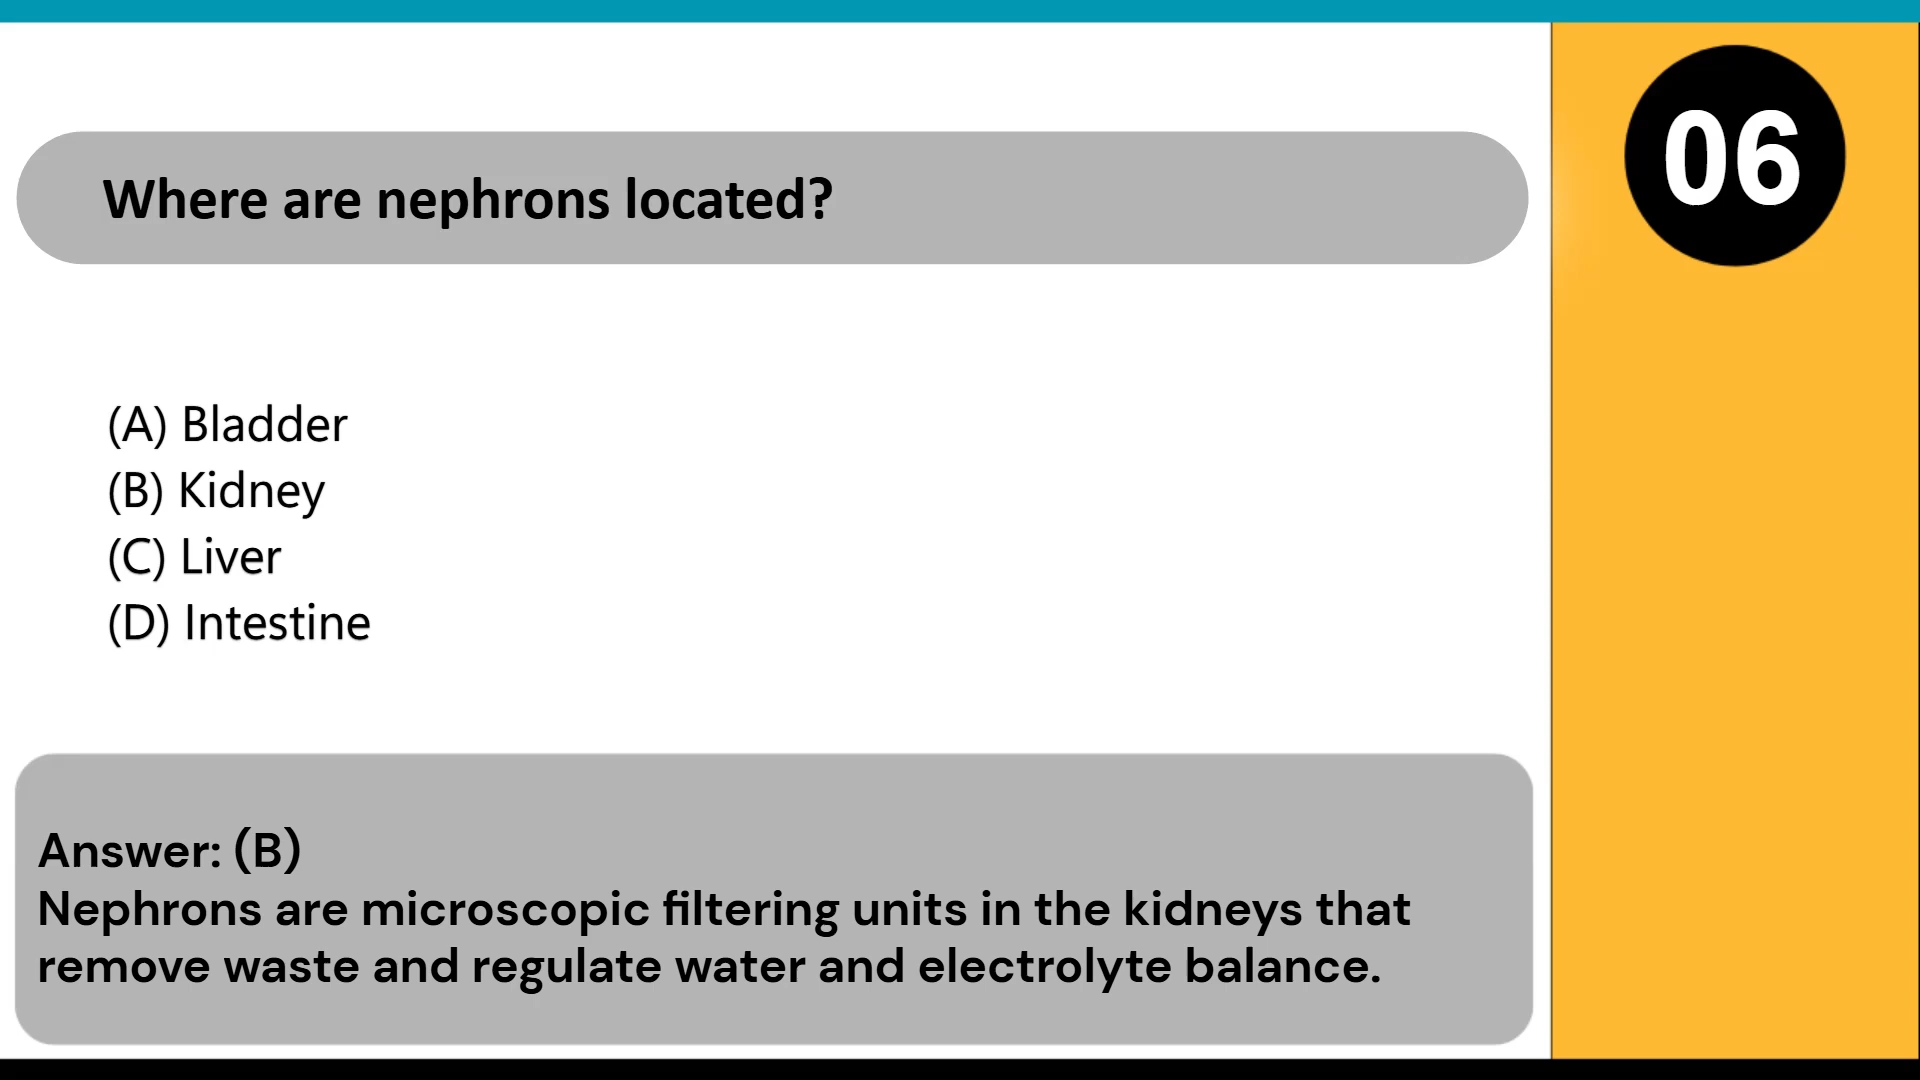 06
Where are nephrons located?
(A) Bladder
(B) Kidney
(C) Liver
(D) Intestine
Answer: (B)
Nephrons are microscopic filtering units in the kidneys that
remove waste and regulate water and electrolyte balance.